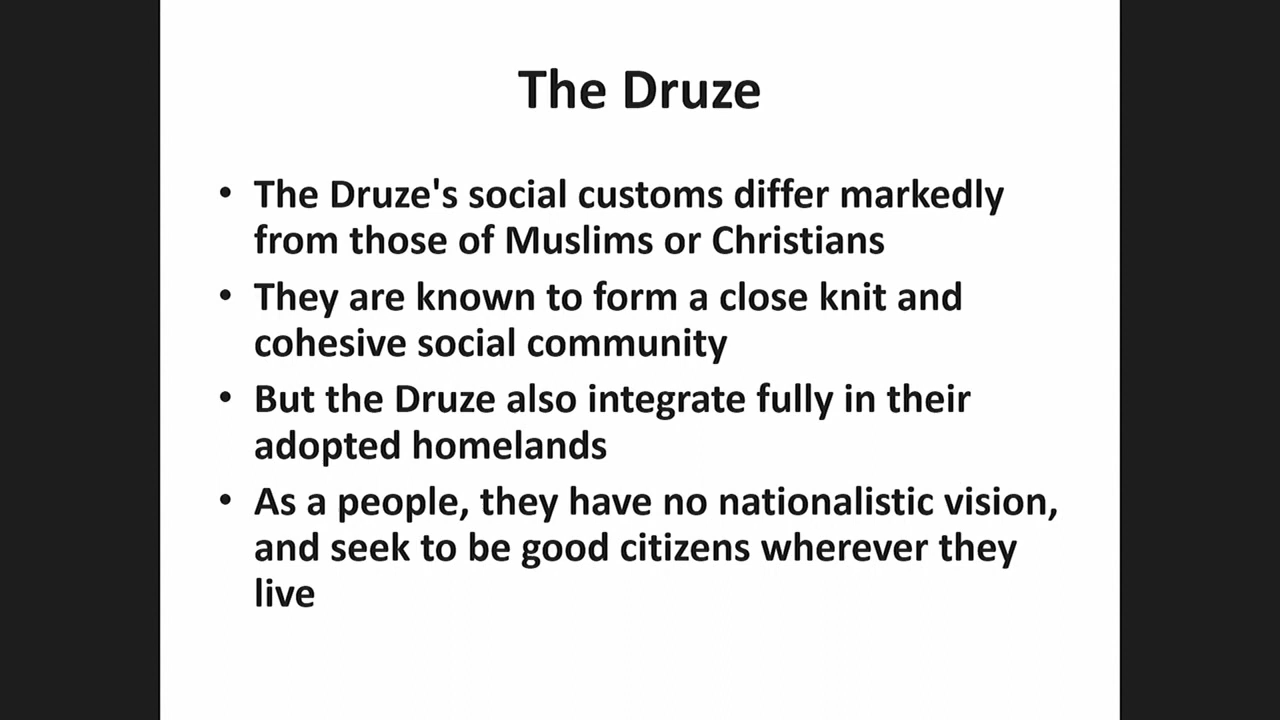 The Druze
• The Druze's social customs differ markedly
from those of Muslims or Christians
• They are known to form a close knit and
cohesive social community
• But the Druze also integrate fully in their
adopted homelands
• As a people, they have no nationalistic vision,
and seek to be good citizens wherever they
live